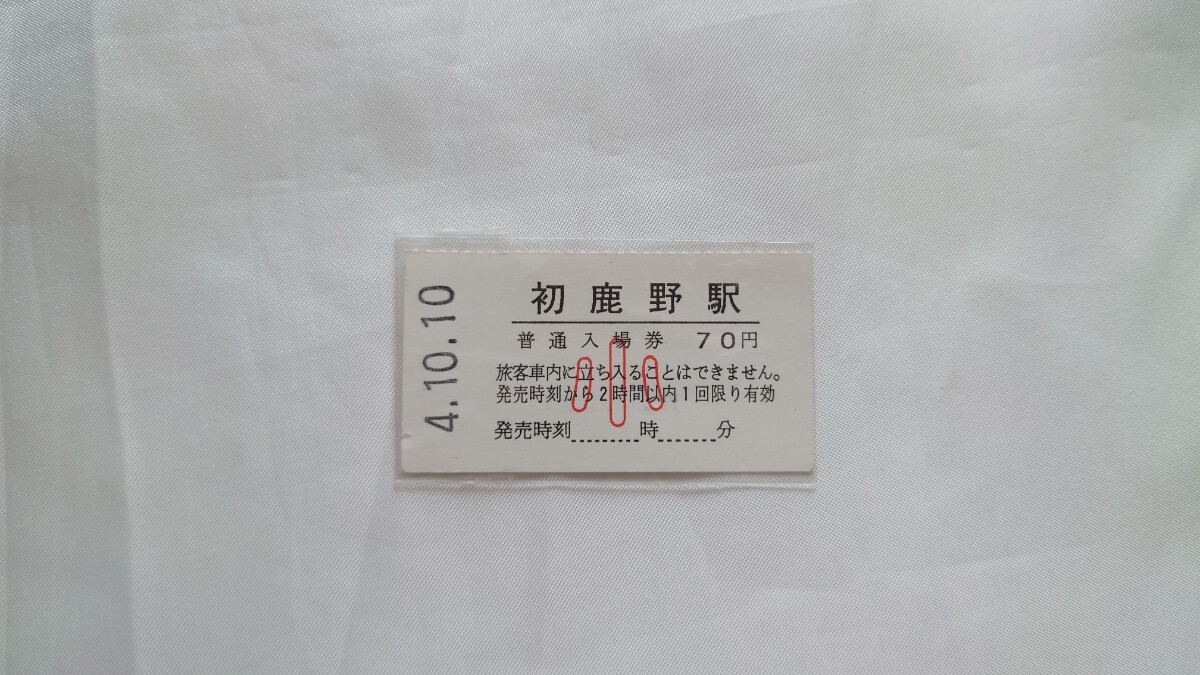 4.10.10
初鹿野駅
普通入場券 70円
小
旅客車内に立ち入ることはできません。
発売時刻から2時間以内1回限り有効
発売時刻........時.......分